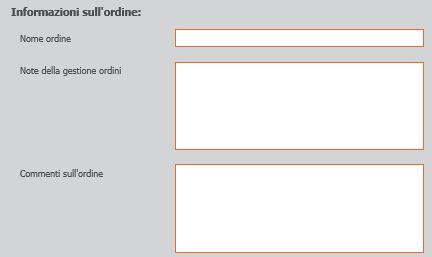 Informazioni sull'ordine:
Nome ordine
Note della gestione ordini
Commenti sull'ordine